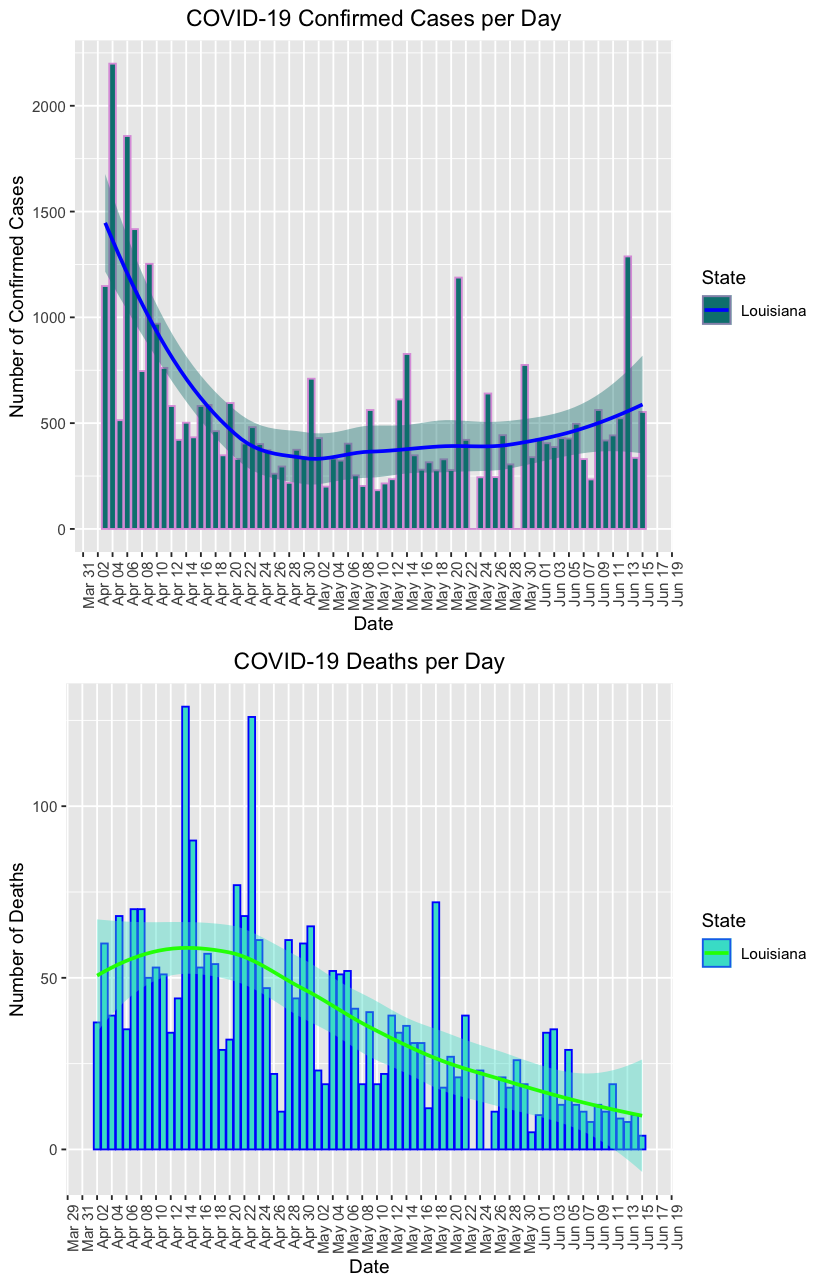 COVID-19 Confirmed Cases per Day
Number of Confirmed Cases
2000
1500
1000
500
0
Mar 31
Apr 02
Apr 04
Apr 06
Apr 08
Apr 10
Apr 12
Apr 14
Apr 16
Apr 18
Apr 20
Apr 22
Apr 24
Apr 26
Apr 28
Apr 30
May 02
May 04
May 06
May 08
May 10
May 12
May 14
May 16
May 18
May 20
May 22
May 24
May 26
May 28
May 30
Jun 01
Jun 03
Jun 05
Jun 07
Jun 09
Jun 11
Jun 13
Jun 15
Jun 17
Jun 19
Date
State
Louisiana
COVID-19 Deaths per Day
Number of Deaths
100
50
0
Mar 29
Mar 31
Apr 02
Apr 04
Apr 06
Apr 08
Apr 10
Apr 12
Apr 14
Apr 16
Apr 18
Apr 20
Apr 22
Apr 24
Apr 26
Apr 28
Apr 30
May 02
May 04
May 06
May 08
May 10
May 12
May 14
May 16
May 18
May 20
May 22
May 24
May 26
May 28
May 30
Jun 01
Jun 03
Jun 05
Jun 07
Jun 09
Jun 11
Jun 13
Jun 15
Jun 17
Jun 19
Date
State
Louisiana